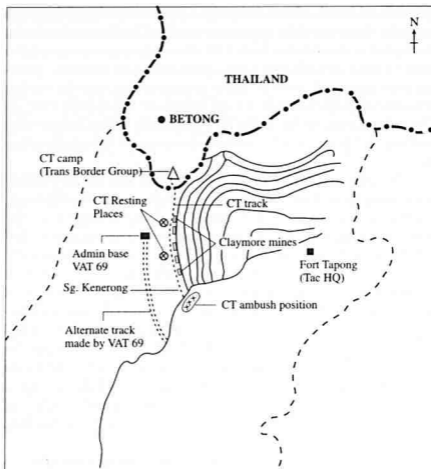 N
THAILAND
BETONG
CT camp
(Trans Border Group)
CT track
CT Resting
Places
Claymore mines
Admin base
VAT 69
Fort Tapong
(Tac HQ)
Sg. Kenerong
CT ambush position
Alternate track
made by VAT 69